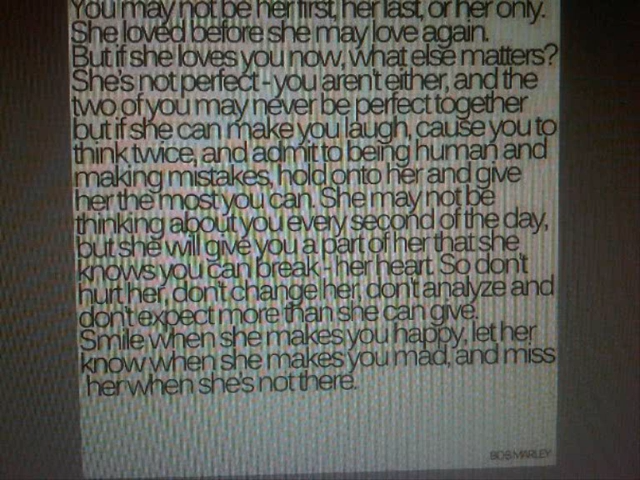 You may not be her first, her last, or her only.
She loved before she may love again.
But if she loves you now, what else matters?
She's not perfect - you aren't either, and the
two of you may never be perfect together
but if she can make you laugh, cause you to
think twice, and admit to being human and
making mistakes, hold onto her and give
her the most you can. She may not be
thinking about you every second of the day,
but she will give you a part of her that she
knows you can break - her heart. So don't
hurt her, don't change her, don't analyze and
don't expect more than she can give.
Smile when she makes you happy, let her
know when she makes you mad, and miss
her when she's not there.
BOB MARLEY